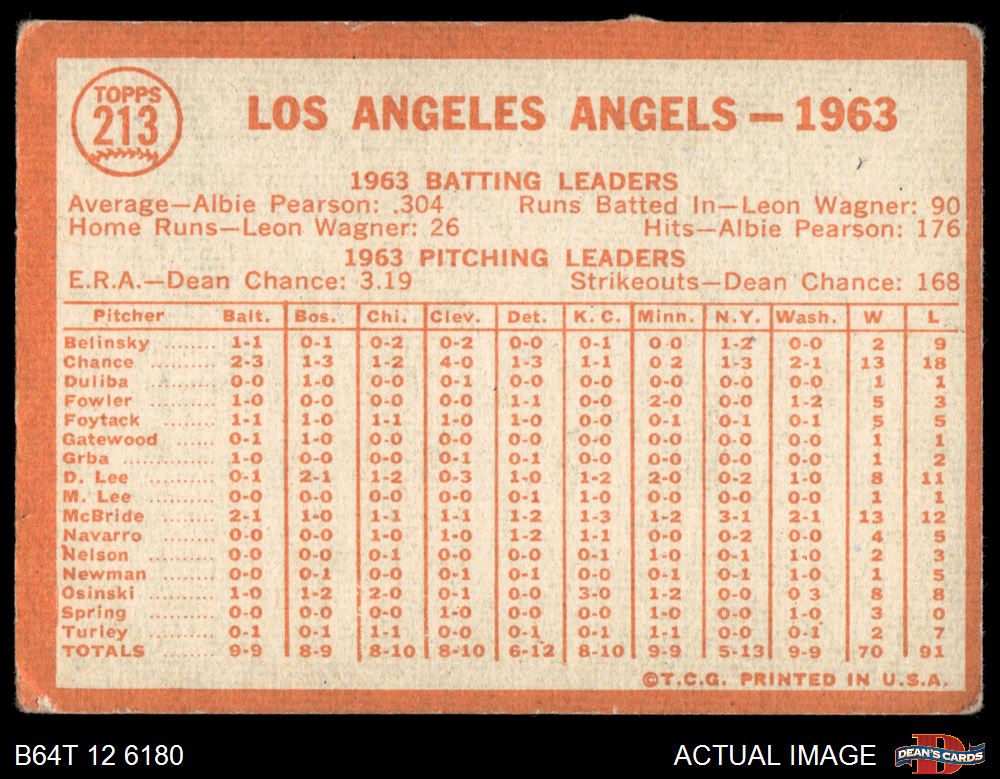 TOPPS
213
LOS ANGELES ANGELS — 1963
1963 BATTING LEADERS
Average—Albie Pearson: .304 Runs Batted In—Leon Wagner: 90
Home Runs—Leon Wagner: 26 Hits—Albie Pearson: 176
1963 PITCHING LEADERS
E.R.A.—Dean Chance: 3.19 Strikeouts—Dean Chance: 168
Pitcher Balt. Bos. Chi. Clev. Det. K.C. Minn. N.Y. Wash. W L
Belinsky ........ 1-1 0-1 0-2 0-2 0-0 0-1 0-0 1-2 0-0 2 9
Chance .......... 2-3 1-3 1-2 4-0 1-3 1-1 0 2 1-3 2-1 13 18
Duliba .......... 0-0 1-0 0-0 0-1 0-0 0-0 0-0 0-0 0-0 1 1
Fowler .......... 1-0 0-0 0-0 0-0 1-1 0-0 2-0 0-0 1-2 5 3
Foytack ......... 1-1 1-0 1-1 1-0 1-0 0-0 0-1 0-1 0-1 5 5
Gatewood ...... 0-1 1-0 0-0 0-0 0-0 0-0 0-0 0-0 0-0 1 1
Grba .............. 1-0 0-0 0-0 0-1 0-1 0-0 0-0 0-0 0-0 1 2
D. Lee ........... 0-1 2-1 1-2 0-3 1-0 1-2 2-0 0-2 1-0 8 11
M. Lee ........... 0-0 0-0 0-0 0-0 0-1 1-0 0-0 0-0 0-0 1 1
McBride ......... 2-1 1-0 1-1 1-1 1-2 1-3 1-2 3-1 2-1 13 12
Navarro ......... 0-0 0-0 1-0 1-0 1-2 1-1 0-0 0-2 0-0 4 5
Nelson ........... 0-0 0-0 0-1 0-0 0-0 0-1 1-0 0-1 1-0 2 3
Newman ........ 0-0 0-1 0-0 0-1 0-1 0-0 0-1 0-1 1-0 1 5
Osinski .......... 1-0 1-2 2-0 0-1 0-1 3-0 1-2 0-0 0 3 8 8
Spring ........... 0-0 0-0 0-0 1-0 0-0 0-0 1-0 0-0 1-0 3 0
Turley ........... 0-1 0-1 1-1 0-0 0-1 0-1 1-1 0-0 0-1 2 7
TOTALS 9-9 8-9 8-10 8-10 6-12 8-10 9-9 5-13 9-9 70 91
©T.C.G. PRINTED IN U.S.A.
B64T 12 6180 ACTUAL IMAGE DEAN'S CARDS